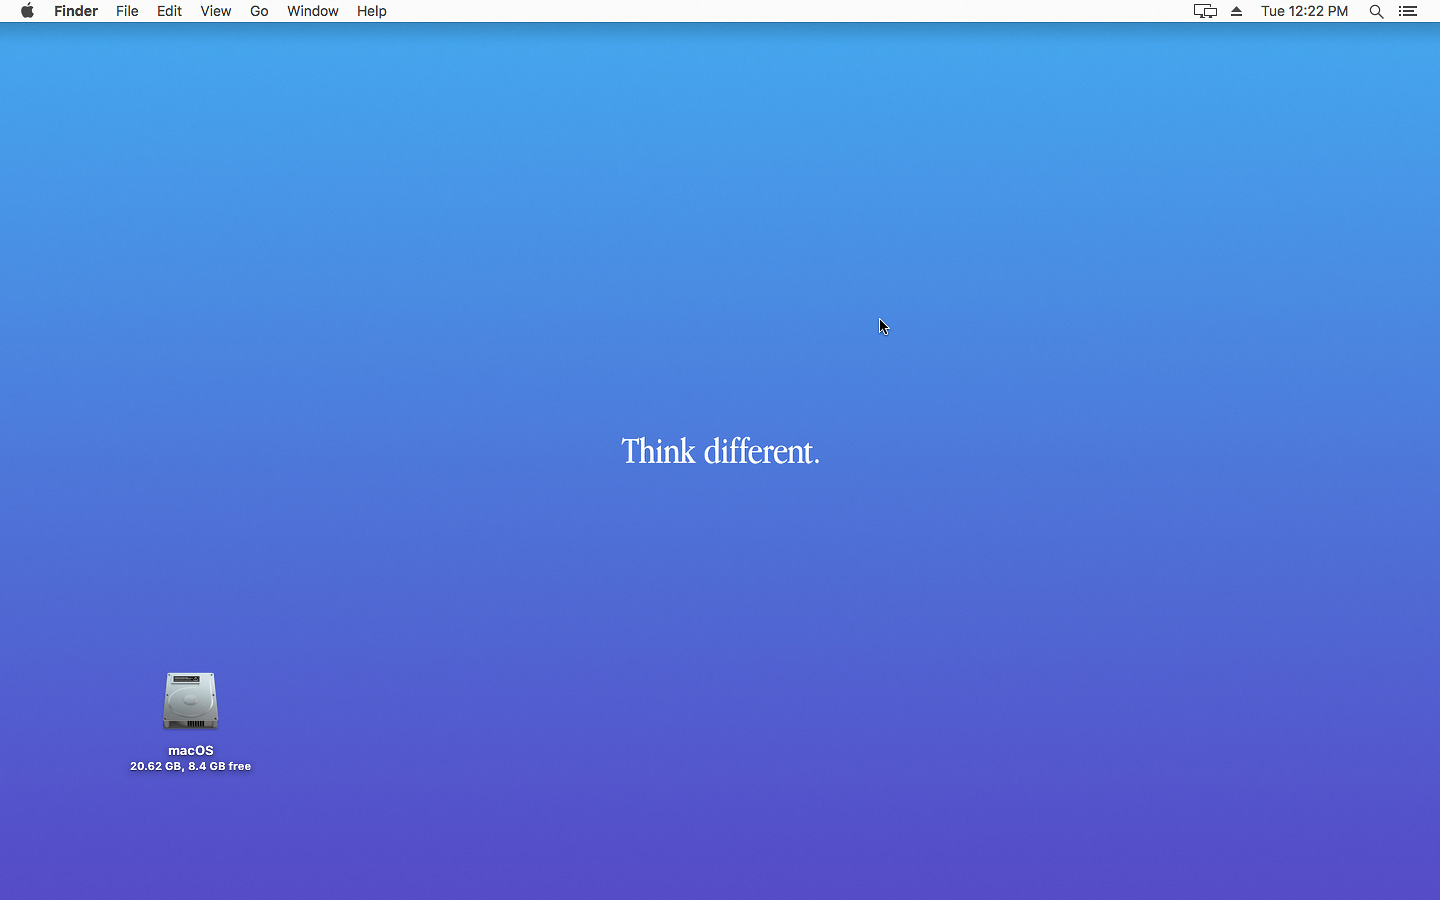 Finder File Edit View Go Window Help Tue 12:22 PM
Think different.
macOS
20.62 GB, 8.4 GB free